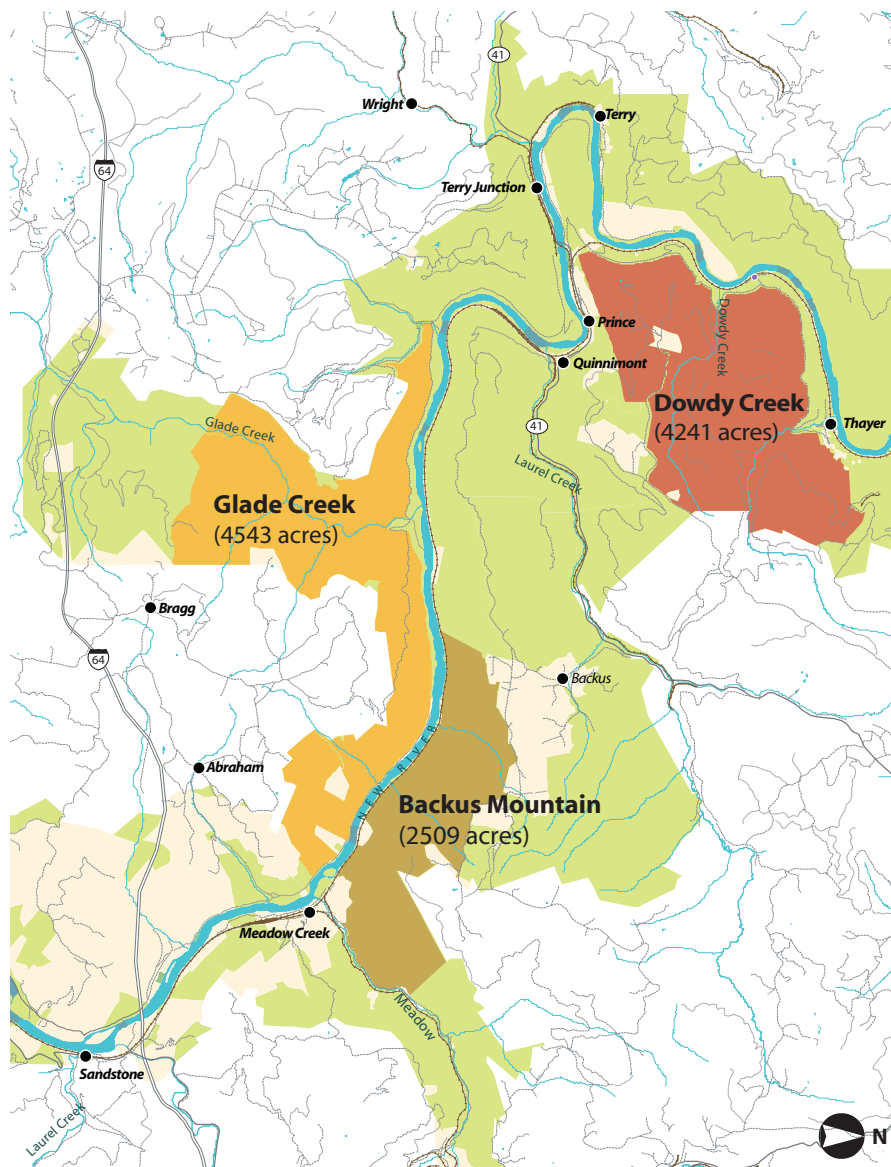 41
Wright
Terry
64
Terry Junction
Prince
Dowdy Creek
Quinnimont
Dowdy Creek
(4241 acres)
Thayer
Glade Creek
41
Laurel Creek
Glade Creek
(4543 acres)
Bragg
64
Backus
NEW RIVER
Abraham
Backus Mountain
(2509 acres)
Meadow Creek
Meadow
Sandstone
Laurel Creek
N